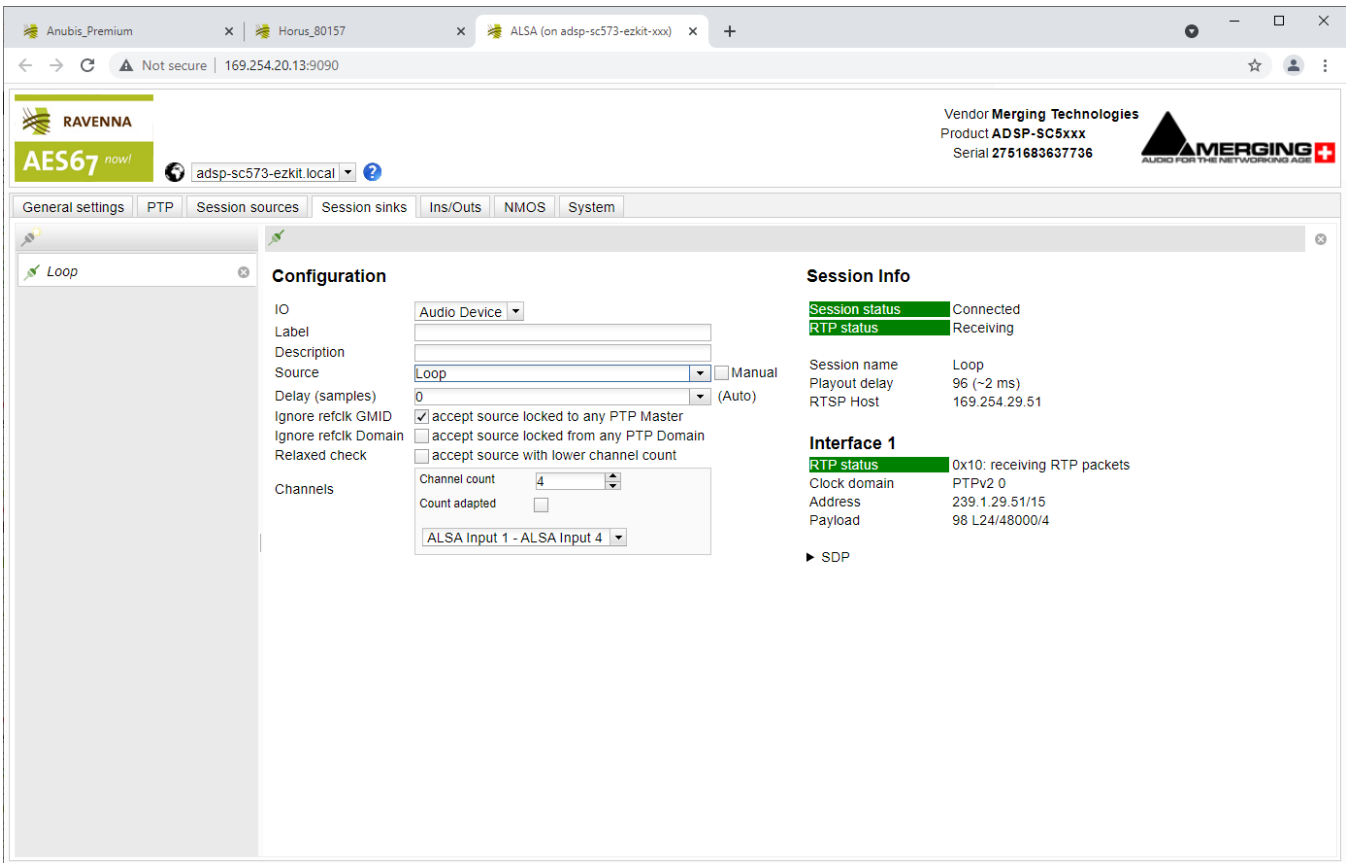 Anubis_Premium
Horus_80157
ALSA (on adsp-sc573-ezkit-xxx)
Not secure | 169.254.20.13:9090
RAVENNA
AES67 now!
adsp-sc573-ezkit.local
Vendor Merging Technologies
Product ADSP-SC5xxx
Serial 2751683637736
MERGING
AUDIO FOR THE NETWORKING AGE
General settings PTP Session sources Session sinks Ins/Outs NMOS System
Loop
Configuration
IO Audio Device
Label
Description
Source Loop Manual
Delay (samples) 0 (Auto)
Ignore refclk GMID accept source locked to any PTP Master
Ignore refclk Domain accept source locked from any PTP Domain
Relaxed check accept source with lower channel count
Channels
Channel count 4
Count adapted
ALSA Input 1 - ALSA Input 4
Session Info
Session status Connected
RTP status Receiving
Session name Loop
Playout delay 96 (~2 ms)
RTSP Host 169.254.29.51
Interface 1
RTP status 0x10: receiving RTP packets
Clock domain PTPv2 0
Address 239.1.29.51/15
Payload 98 L24/48000/4
SDP